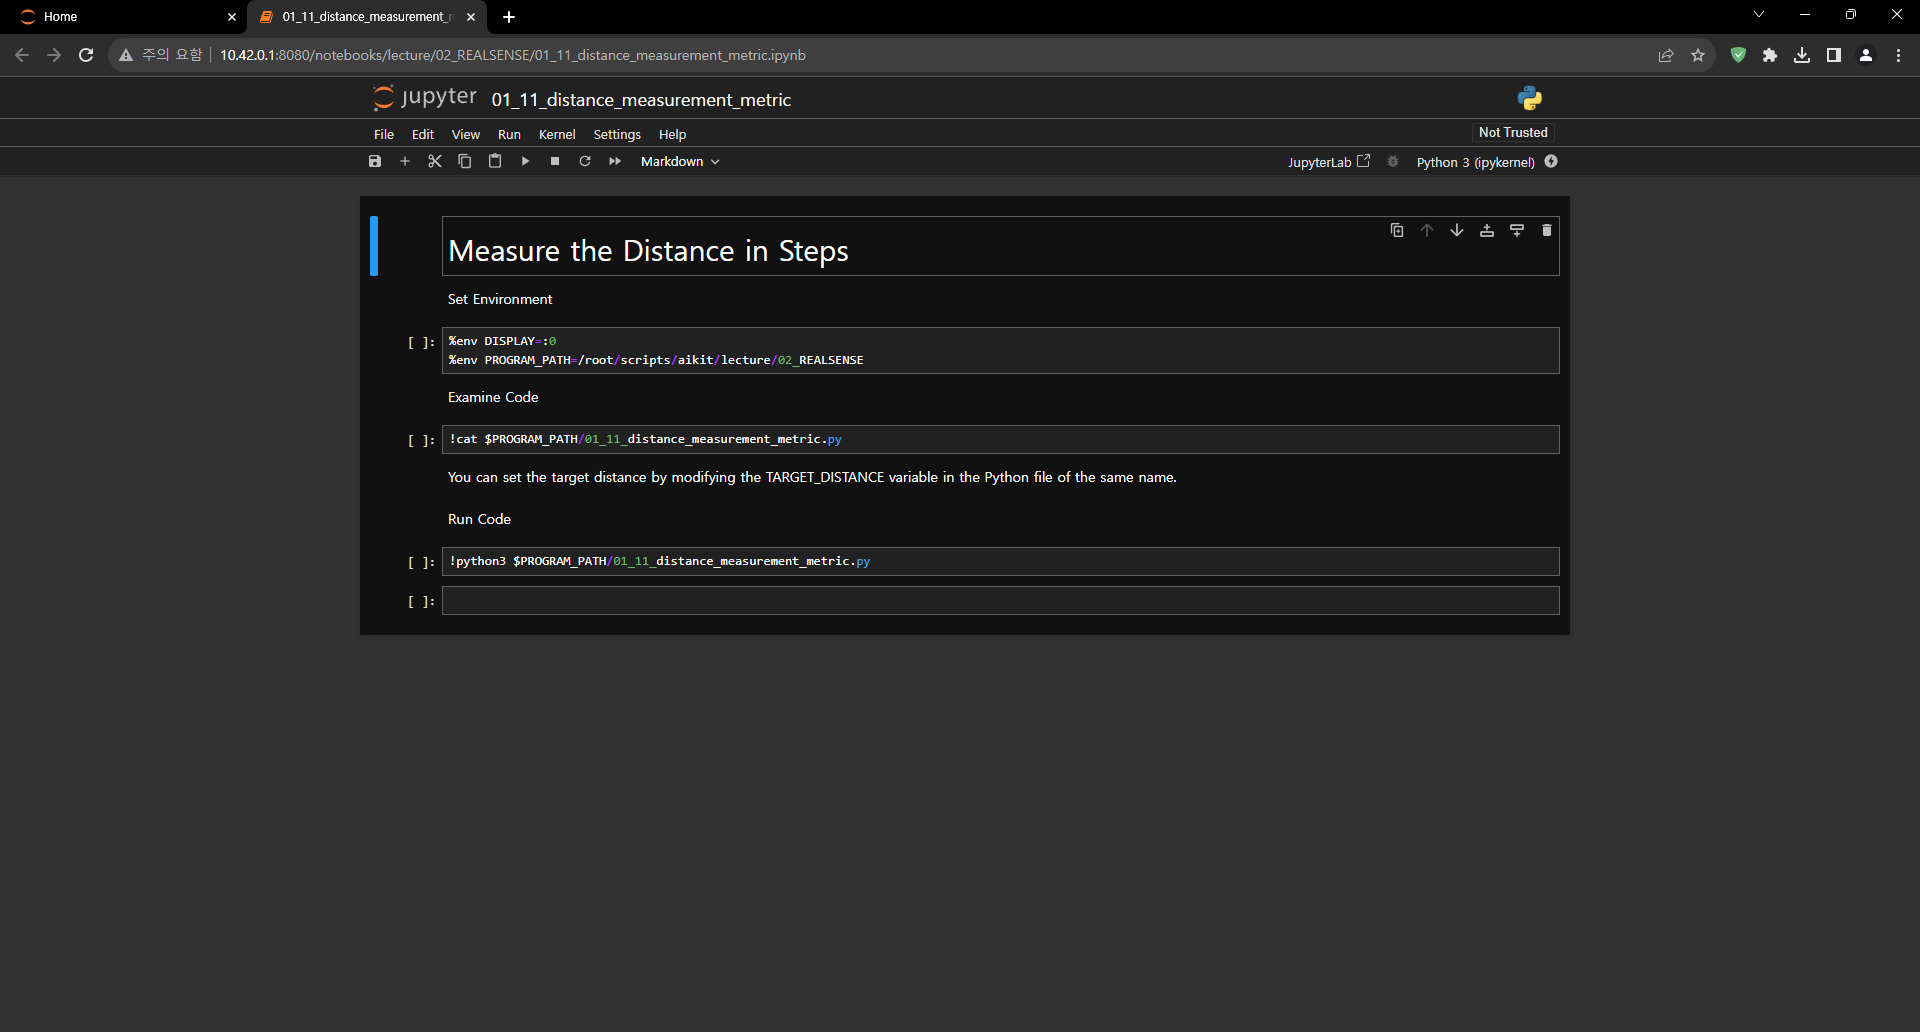 Home
01_11_distance_measurement_
주의 요함
10.42.0.1:8080/notebooks/lecture/02_REALSENSE/01_11_distance_measurement_metric.ipynb
jupyter 01_11_distance_measurement_metric
File Edit View Run Kernel Settings Help
Not Trusted
Markdown
JupyterLab
Python 3 (ipykernel)
Measure the Distance in Steps
Set Environment
[ ]:
%env DISPLAY=:0
%env PROGRAM_PATH=/root/scripts/aikit/lecture/02_REALSENSE
Examine Code
[ ]: !cat $PROGRAM_PATH/01_11_distance_measurement_metric.py
You can set the target distance by modifying the TARGET_DISTANCE variable in the Python file of the same name.
Run Code
[ ]: !python3 $PROGRAM_PATH/01_11_distance_measurement_metric.py
[ ]: